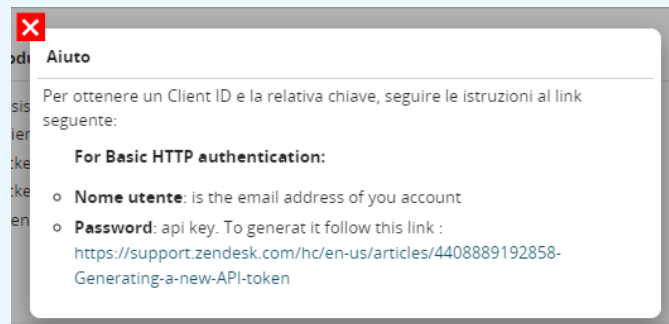 Aiuto
Per ottenere un Client ID e la relativa chiave, seguire le istruzioni al link
seguente:
For Basic HTTP authentication:
Nome utente: is the email address of you account
Password: api key. To generat it follow this link :
https://support.zendesk.com/hc/en-us/articles/4408889192858-
Generating-a-new-API-token